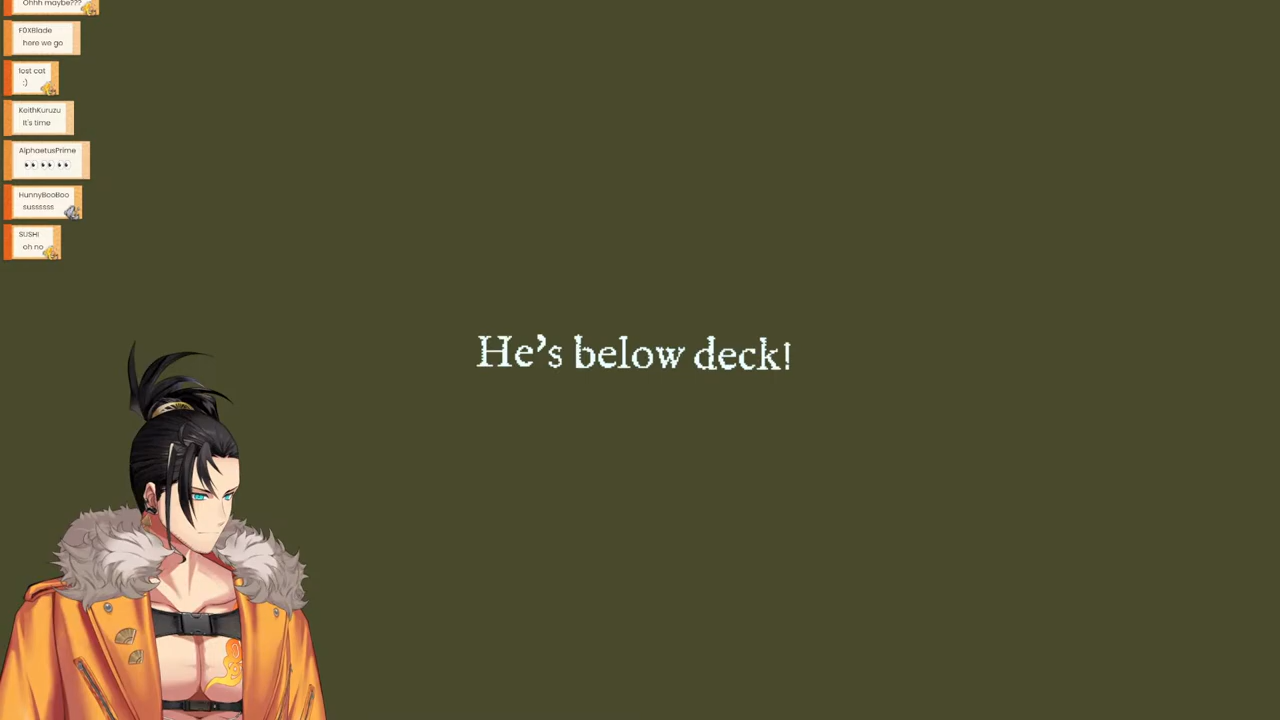 Ohhh maybe???
F0XBlade
here we go
lost cat
:)
KeithKuruzu
It's time
AlphaetusPrime
👀 👀 👀
HunnyBooBoo
sussssss
SUSHI
oh no
He's below deck!